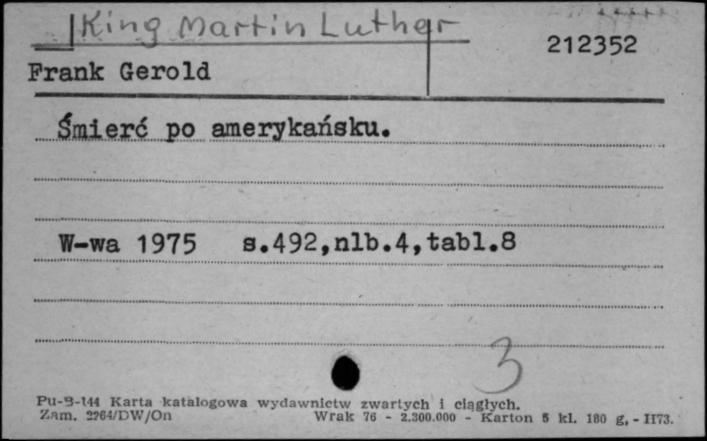 King Martin Luther
212352
Frank Gerold
Śmierć po amerykańsku.
W-wa 1975 s.492,nlb.4,tabl.8
3
Pu-B-144 Karta katalogowa wydawnictw zwartych i ciągłych.
Zam. 2264/DW/On Wrak 76 - 2.300.000 - Karton 5 kl. 180 g. - II73.